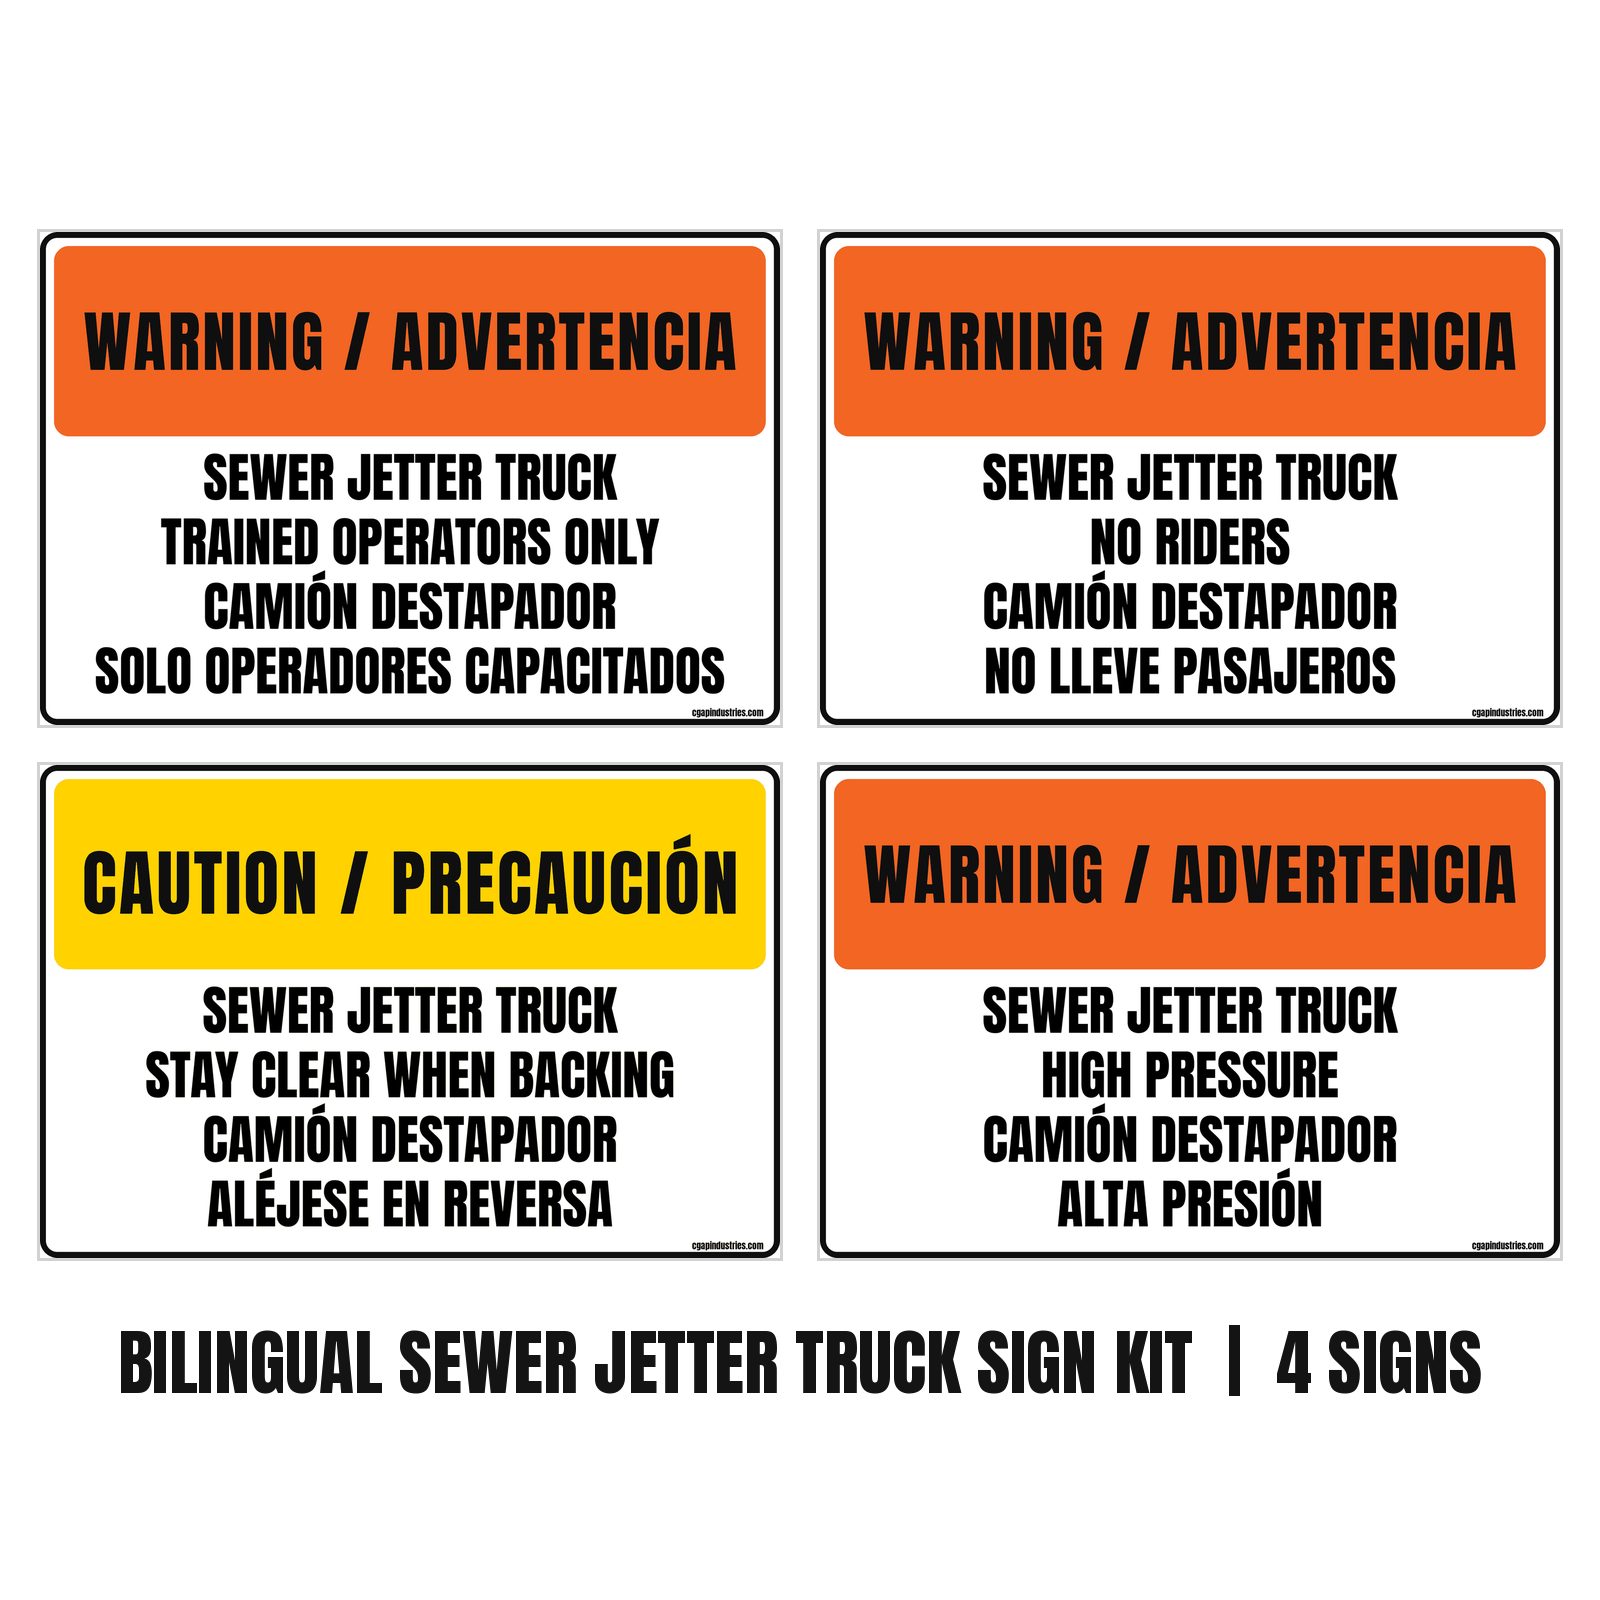 WARNING / ADVERTENCIA
SEWER JETTER TRUCK
TRAINED OPERATORS ONLY
CAMIÓN DESTAPADOR
SOLO OPERADORES CAPACITADOS
cgapindustries.com
WARNING / ADVERTENCIA
SEWER JETTER TRUCK
NO RIDERS
CAMIÓN DESTAPADOR
NO LLEVE PASAJEROS
cgapindustries.com
CAUTION / PRECAUCIÓN
SEWER JETTER TRUCK
STAY CLEAR WHEN BACKING
CAMIÓN DESTAPADOR
ALÉJESE EN REVERSA
cgapindustries.com
WARNING / ADVERTENCIA
SEWER JETTER TRUCK
HIGH PRESSURE
CAMIÓN DESTAPADOR
ALTA PRESIÓN
cgapindustries.com
BILINGUAL SEWER JETTER TRUCK SIGN KIT | 4 SIGNS